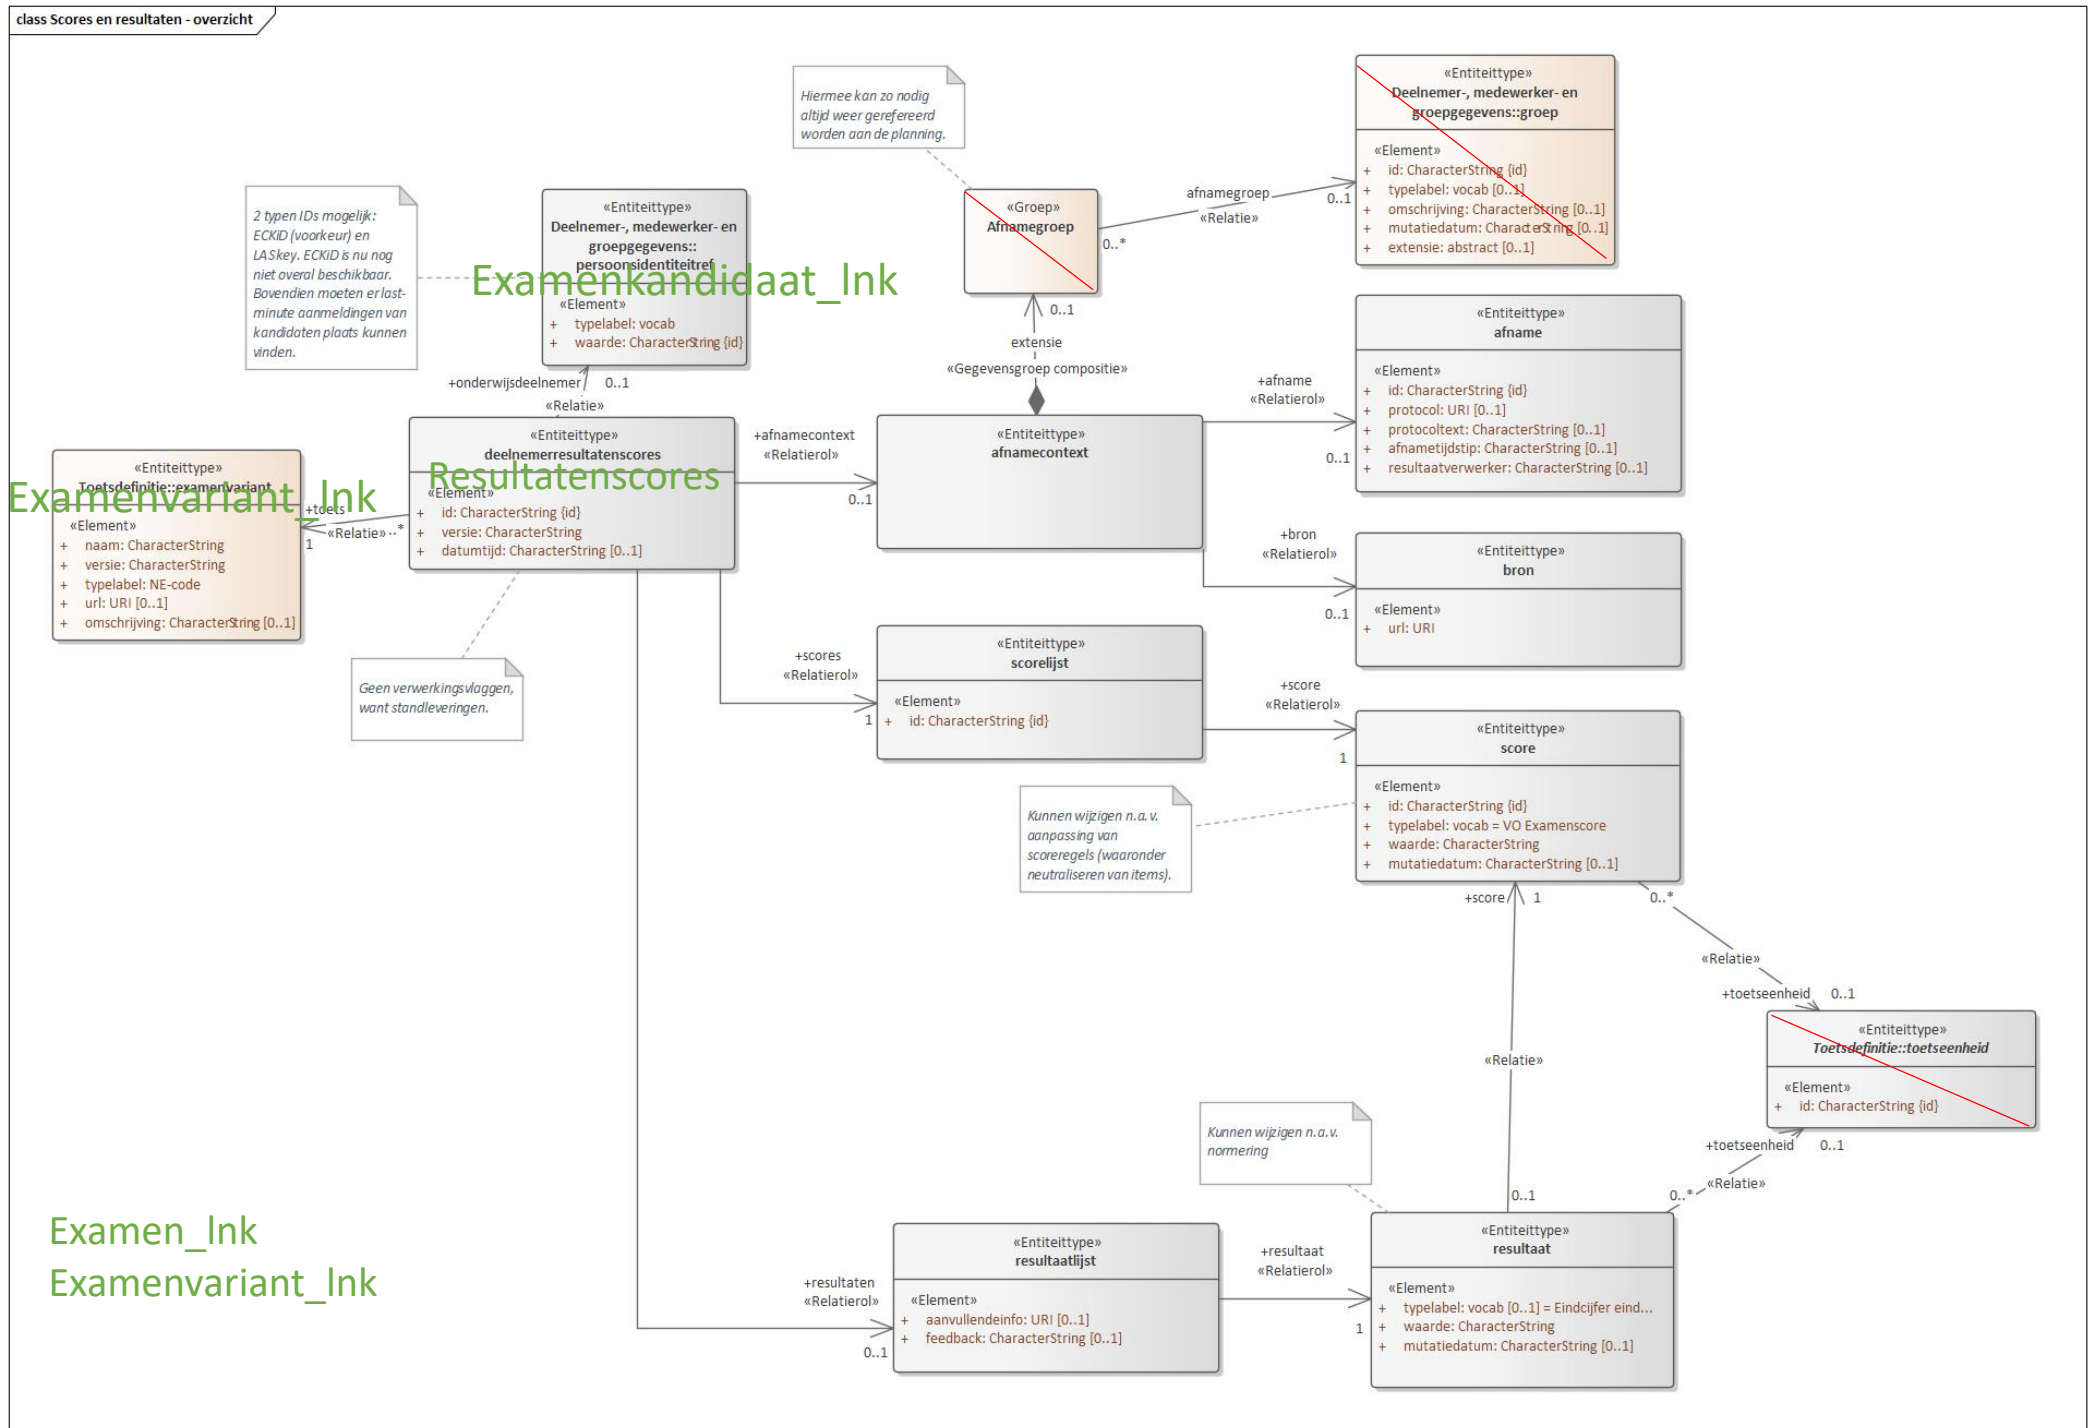 class Scores en resultaten - overzicht
Hiermee kan zo nodig
altijd weer gerefereerd
worden aan de planning.
«Entiteittype»
Deelnemer-, medewerker- en
groepgegevens::groep
«Element»
+ id: CharacterString {id}
+ typelabel: vocab [0..1]
+ omschrijving: CharacterString [0..1]
+ mutatiedatum: CharacterString [0..1]
+ extensie: abstract [0..1]
afnamegroep
«Relatie»
0..1
0..*
«Groep»
Afnamegroep
2 typen IDs mogelijk:
ECKiD (voorkeur) en
LASkey. ECKiD is nu nog
niet overal beschikbaar.
Bovendien moeten er last-
minute aanmeldingen van
kandidaten plaats kunnen
vinden.
«Entiteittype»
Deelnemer-, medewerker- en
groepgegevens::
persoonsidentiteitref
Examenkandidaat_lnk
«Element»
+ typelabel: vocab
+ waarde: CharacterString {id}
+onderwijsdeelnemer
0..1
«Relatie»
0..1
extensie
«Gegevensgroep compositie»
«Entiteittype»
afname
«Element»
+ id: CharacterString {id}
+ protocol: URI [0..1]
+ protocoltext: CharacterString [0..1]
+ afnametijdstip: CharacterString [0..1]
+ resultaatverwerker: CharacterString [0..1]
+afname
«Relatierol»
0..1
«Entiteittype»
afnamecontext
+afnamecontext
«Relatierol»
0..1
«Entiteittype»
deelnemerresultatenscores
Resultatenscores
«Element»
+ id: CharacterString {id}
+ versie: CharacterString
+ datumtijd: CharacterString [0..1]
«Entiteittype»
Toetsdefinitie::examenvariant
Examenvariant_lnk
«Element»
+ naam: CharacterString
+ versie: CharacterString
+ typelabel: NE-code
+ url: URI [0..1]
+ omschrijving: CharacterString [0..1]
+toets
«Relatie»
..*
1
+bron
«Relatierol»
0..1
«Entiteittype»
bron
«Element»
+ url: URI
Geen verwerkingsvlaggen,
want standleveringen.
+scores
«Relatierol»
1
«Entiteittype»
scorelijst
«Element»
+ id: CharacterString {id}
+score
«Relatierol»
1
«Entiteittype»
score
«Element»
+ id: CharacterString {id}
+ typelabel: vocab = VO Examenscore
+ waarde: CharacterString
+ mutatiedatum: CharacterString [0..1]
Kunnen wijzigen n.a.v.
aanpassing van
scoreregels (waaronder
neutraliseren van items).
+score
1
0..*
«Relatie»
+toetseenheid
0..1
«Entiteittype»
Toetsdefinitie::toetseenheid
«Element»
+ id: CharacterString {id}
«Relatie»
+toetseenheid
0..1
«Relatie»
0..*
0..1
Kunnen wijzigen n.a.v.
normering
«Entiteittype»
resultaat
«Element»
+ typelabel: vocab [0..1] = Eindcijfer eind...
+ waarde: CharacterString
+ mutatiedatum: CharacterString [0..1]
+resultaat
«Relatierol»
1
«Entiteittype»
resultaatlijst
«Element»
+ aanvullendeinfo: URI [0..1]
+ feedback: CharacterString [0..1]
+resultaten
«Relatierol»
0..1
Examen_lnk
Examenvariant_lnk